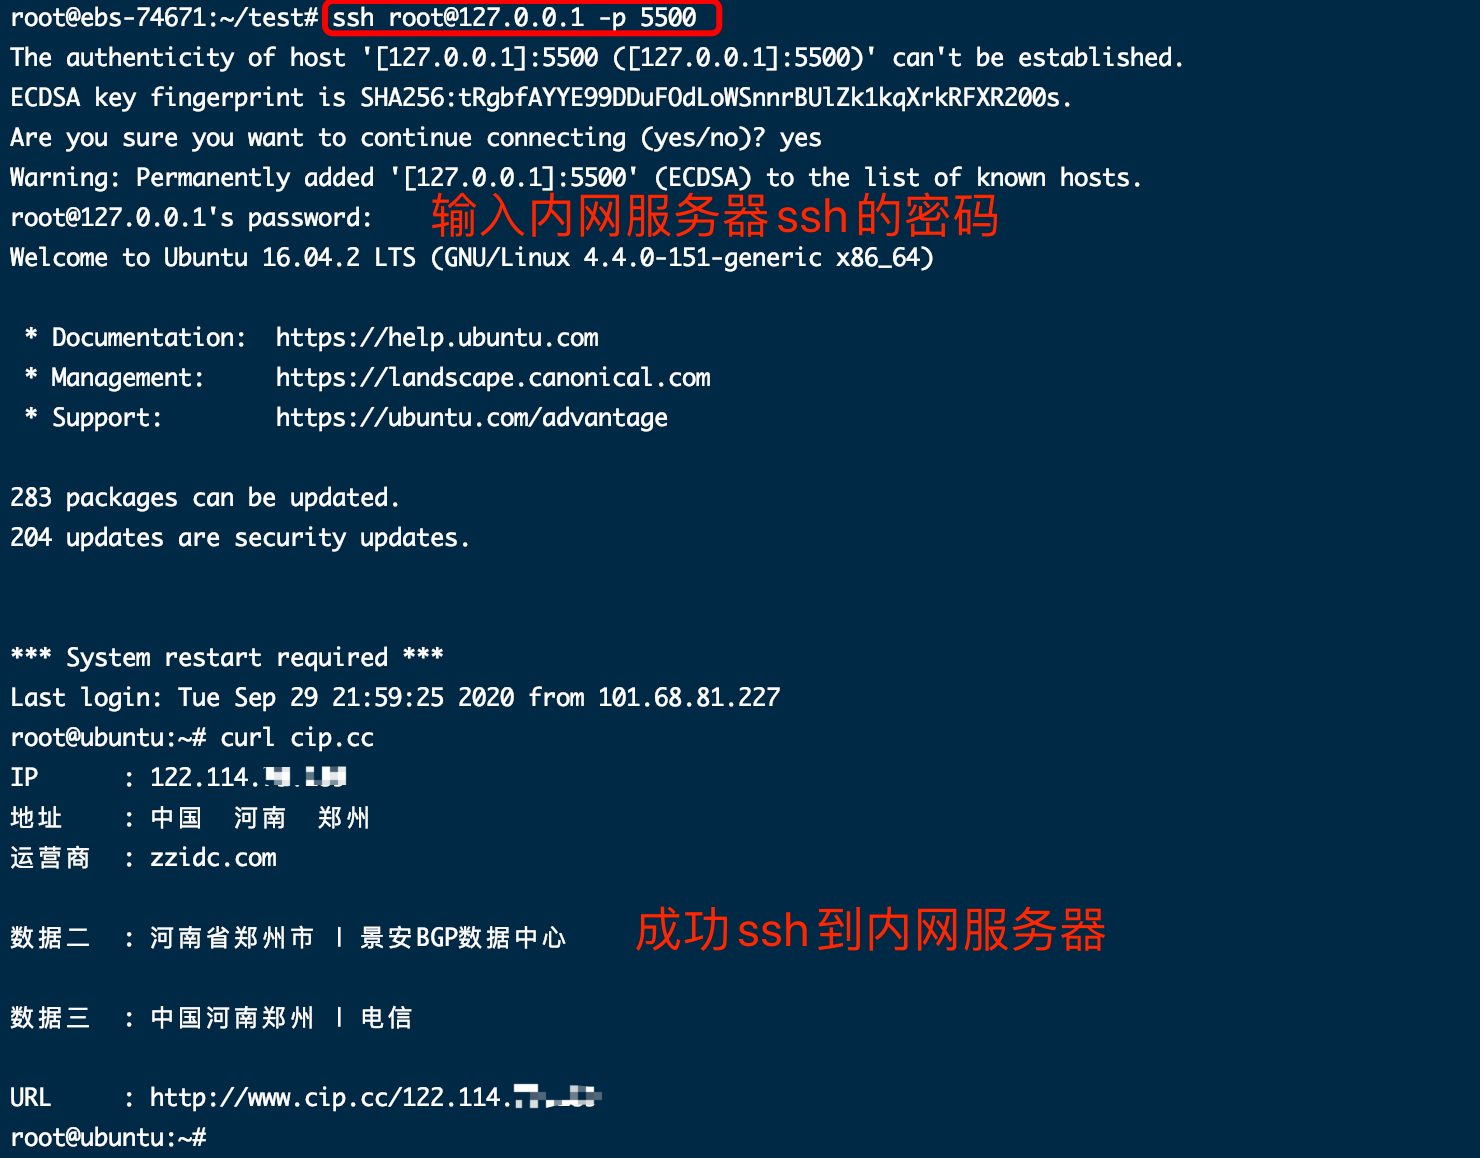 root@ebs-74671:~/test# ssh root@127.0.0.1 -p 5500
The authenticity of host '[127.0.0.1]:5500 ([127.0.0.1]:5500)' can't be established.
ECDSA key fingerprint is SHA256:tRgbfAYYE99DDuFOdLoWSnnrBUlZk1kqXrkRFXR200s.
Are you sure you want to continue connecting (yes/no)? yes
Warning: Permanently added '[127.0.0.1]:5500' (ECDSA) to the list of known hosts.
root@127.0.0.1's password: 输入内网服务器ssh的密码
Welcome to Ubuntu 16.04.2 LTS (GNU/Linux 4.4.0-151-generic x86_64)
* Documentation: https://help.ubuntu.com
* Management: https://landscape.canonical.com
* Support: https://ubuntu.com/advantage
283 packages can be updated.
204 updates are security updates.
*** System restart required ***
Last login: Tue Sep 29 21:59:25 2020 from 101.68.81.227
root@ubuntu:~# curl cip.cc
IP : 122.114.
地址 : 中国 河南 郑州
运营商 : zzidc.com
数据二 : 河南省郑州市 | 景安BGP数据中心 成功ssh到内网服务器
数据三 : 中国河南郑州 | 电信
URL : http://www.cip.cc/122.114.
root@ubuntu:~#